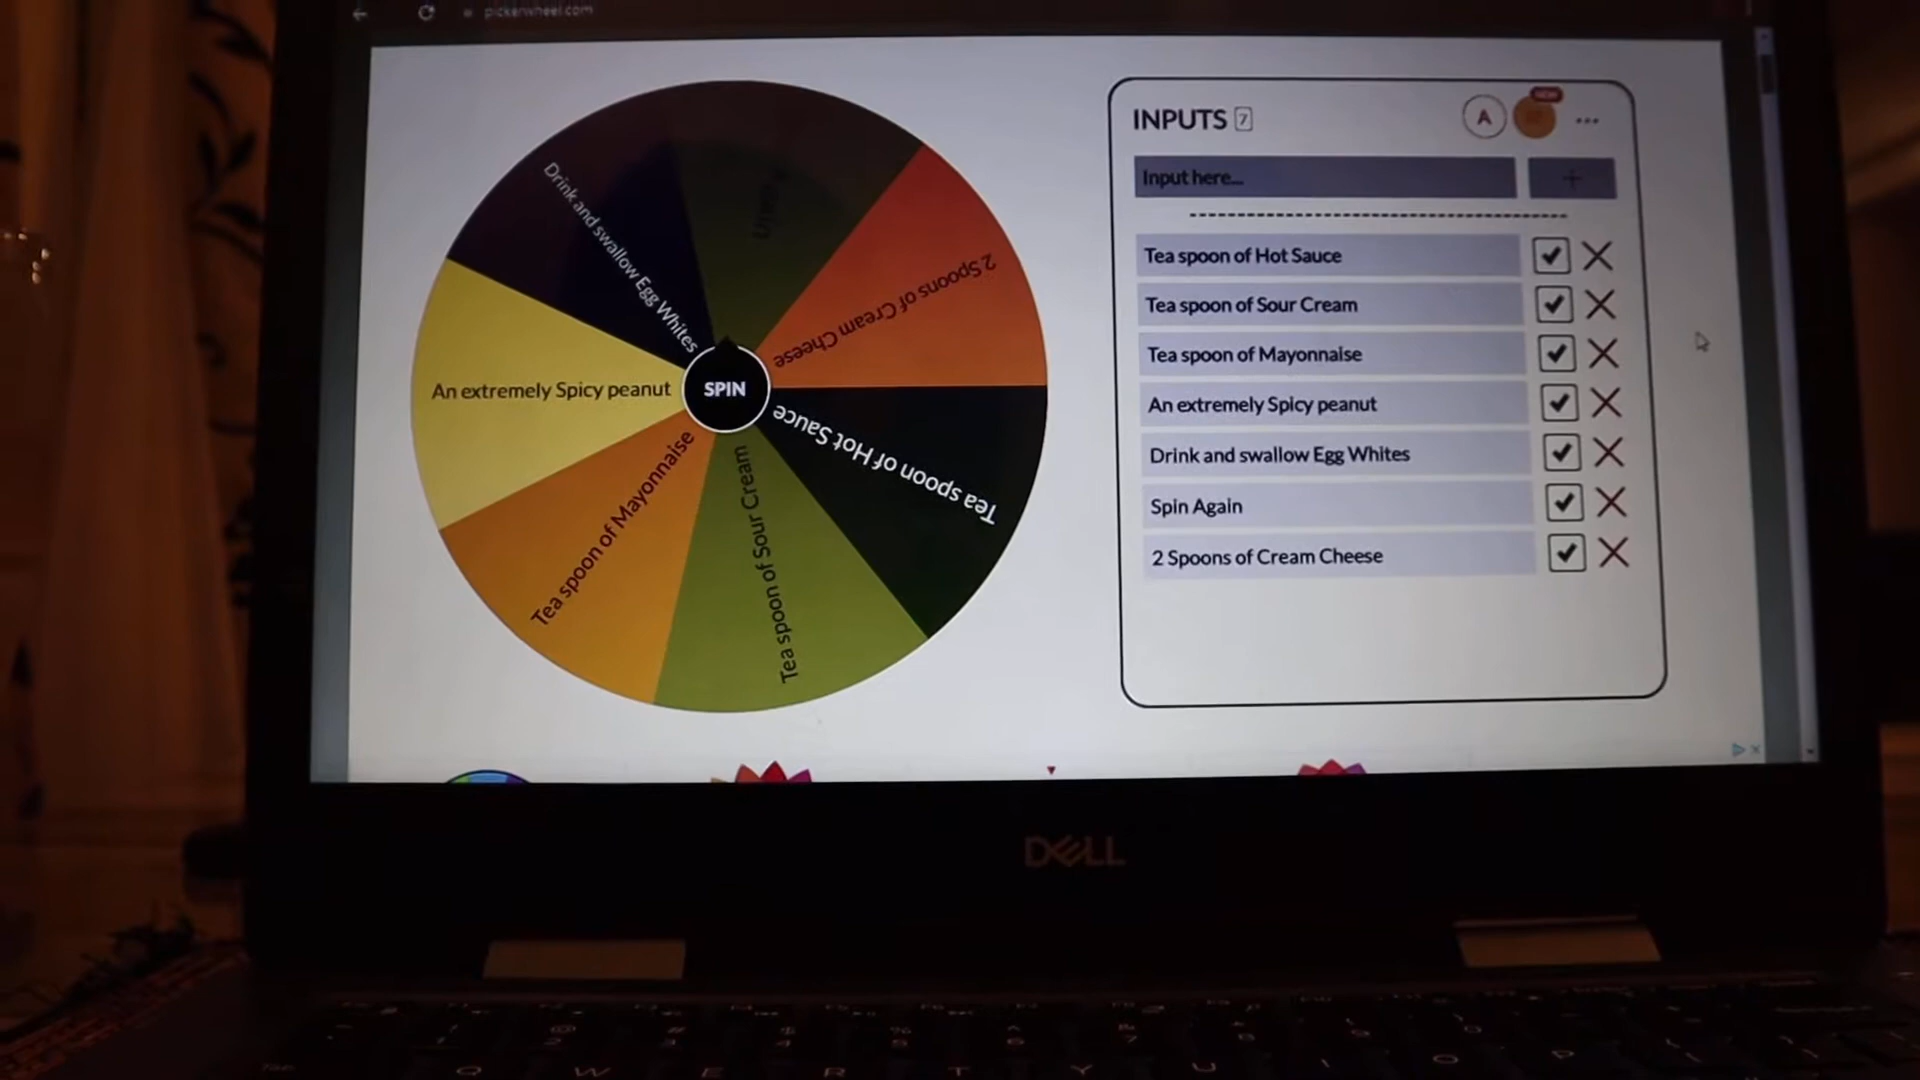 pickerwheel.com
Drink and swallow Egg Whites
2 Spoons of Cream Cheese
An extremely Spicy peanut
SPIN
Tea spoon of Hot Sauce
Tea spoon of Mayonnaise
Tea spoon of Sour Cream
INPUTS 7
A
NEW
Input here...
Tea spoon of Hot Sauce
Tea spoon of Sour Cream
Tea spoon of Mayonnaise
An extremely Spicy peanut
Drink and swallow Egg Whites
Spin Again
2 Spoons of Cream Cheese
DELL
Q W E R T Y U I O P